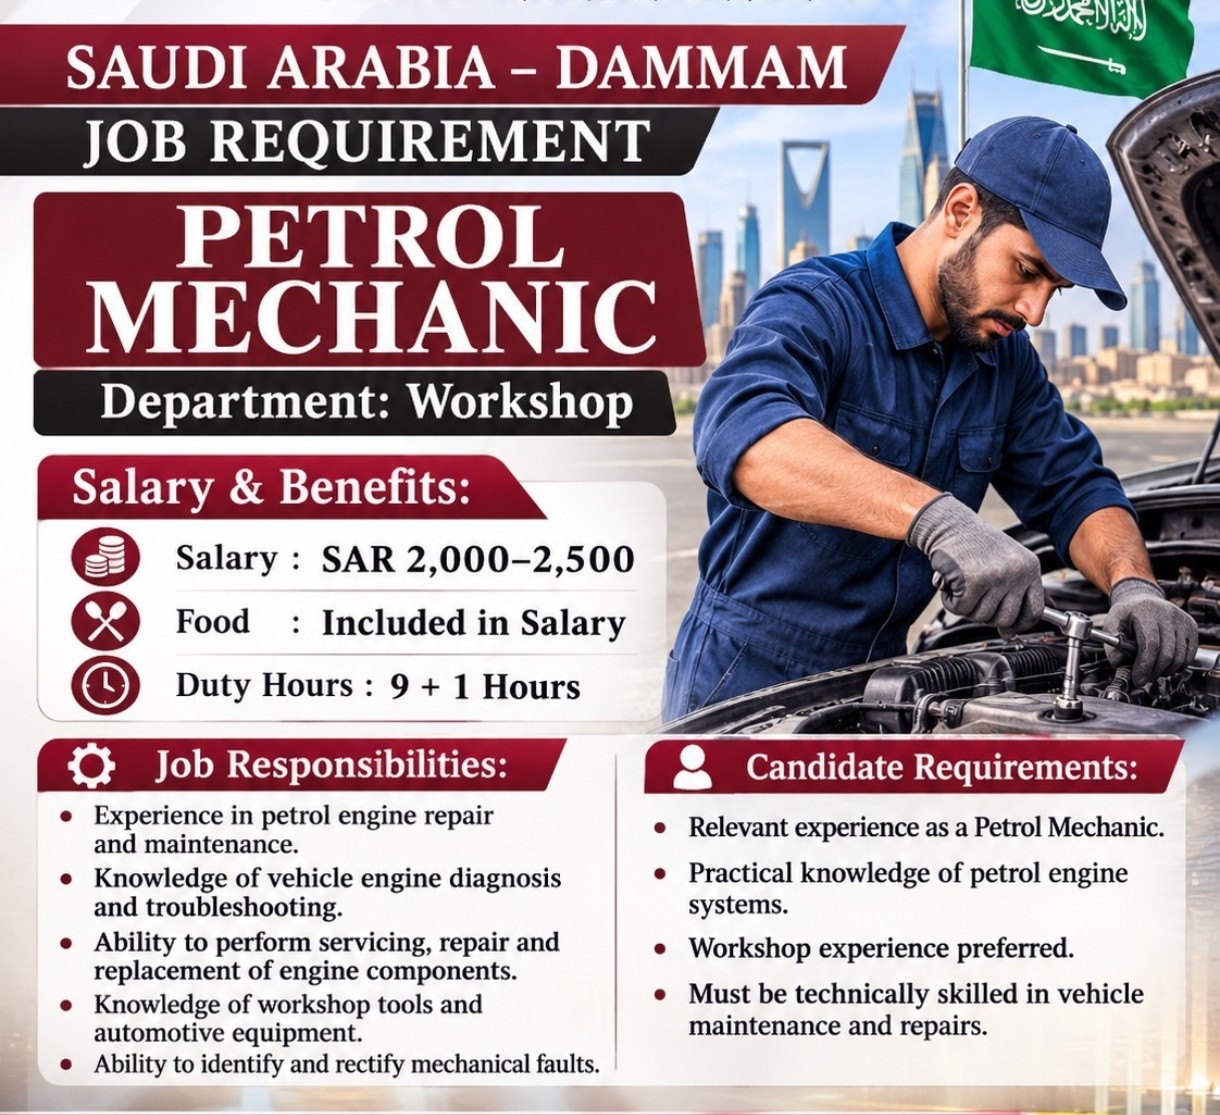 SAUDI ARABIA – DAMMAM
JOB REQUIREMENT
PETROL
MECHANIC
Department: Workshop
Salary & Benefits:
Salary : SAR 2,000–2,500
Food : Included in Salary
Duty Hours : 9 + 1 Hours
Job Responsibilities:
• Experience in petrol engine repair
and maintenance.
• Knowledge of vehicle engine diagnosis
and troubleshooting.
• Ability to perform servicing, repair and
replacement of engine components.
• Knowledge of workshop tools and
automotive equipment.
• Ability to identify and rectify mechanical faults.
Candidate Requirements:
• Relevant experience as a Petrol Mechanic.
• Practical knowledge of petrol engine
systems.
• Workshop experience preferred.
• Must be technically skilled in vehicle
maintenance and repairs.